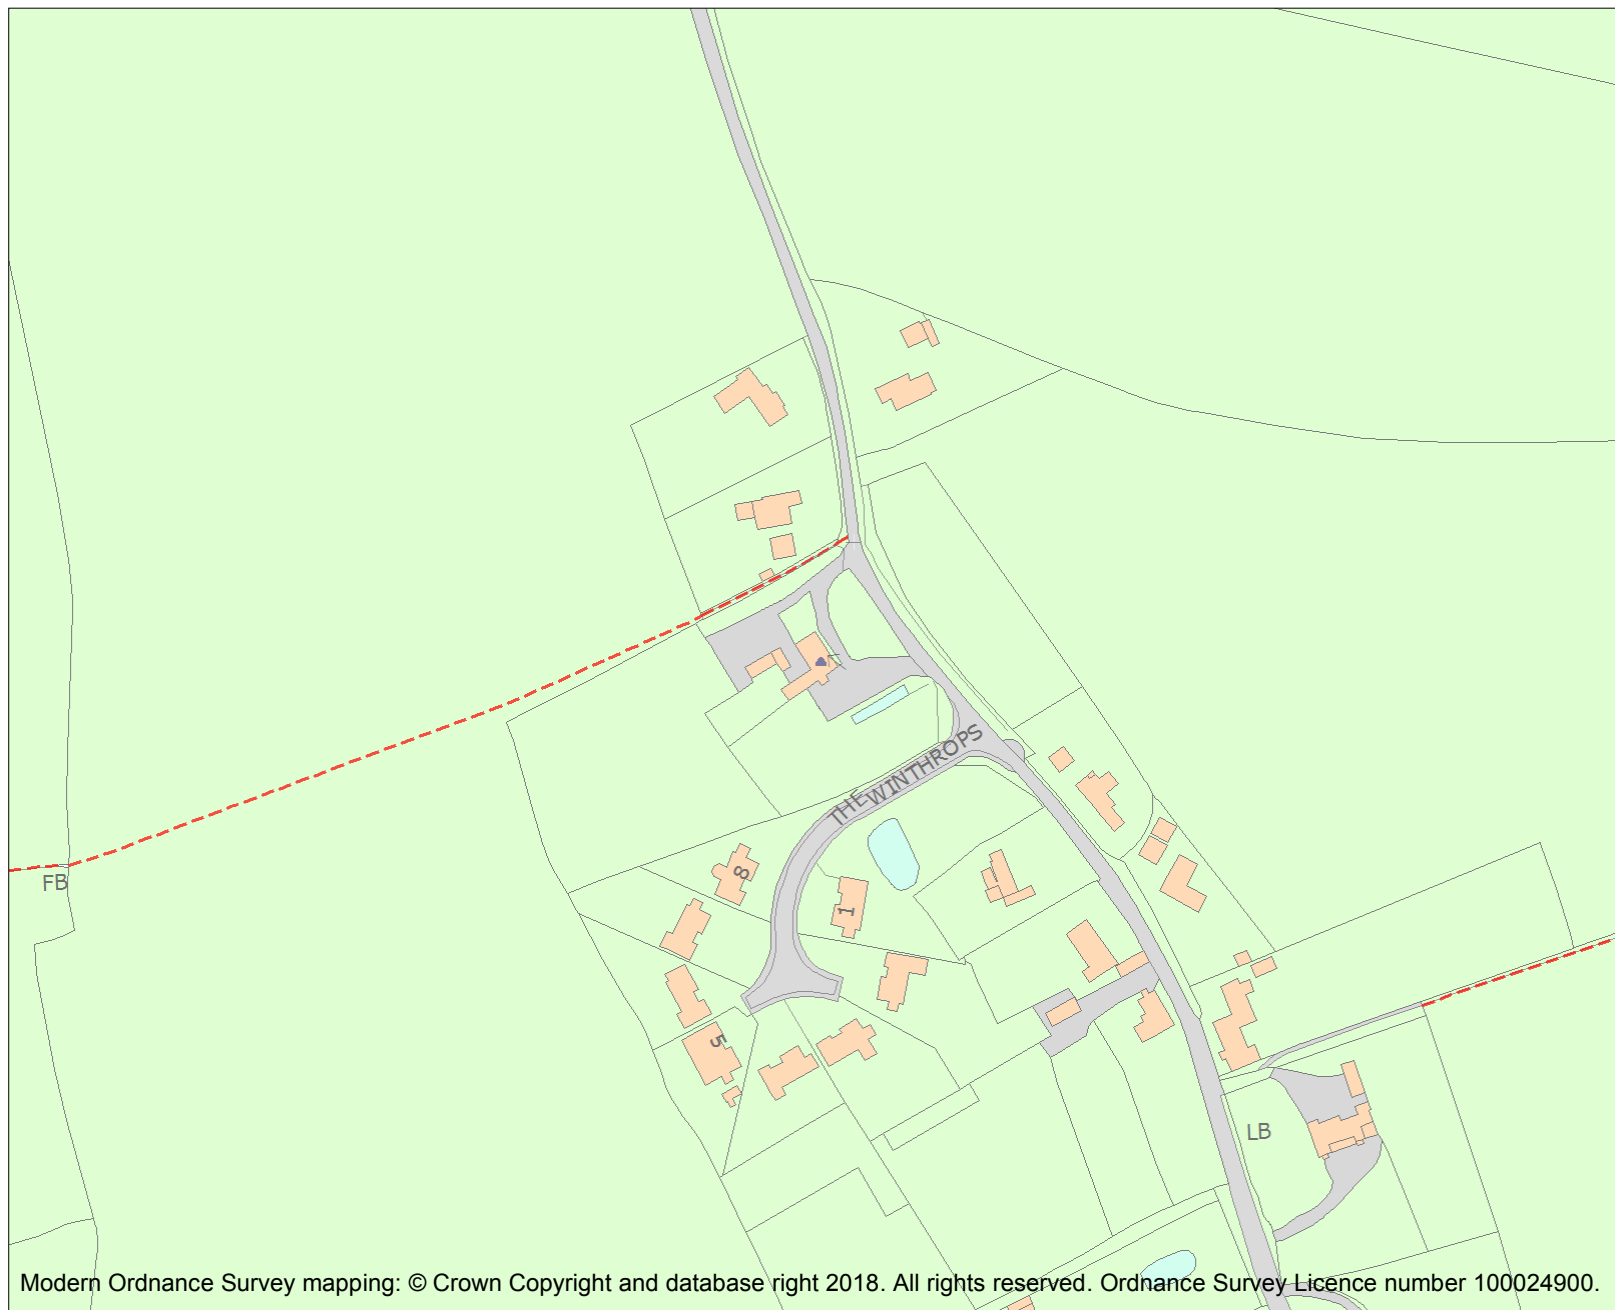 THE WINTHROPS
FB
8
1
5
LB
Modern Ordnance Survey mapping: © Crown Copyright and database right 2018. All rights reserved. Ordnance Survey Licence number 100024900.